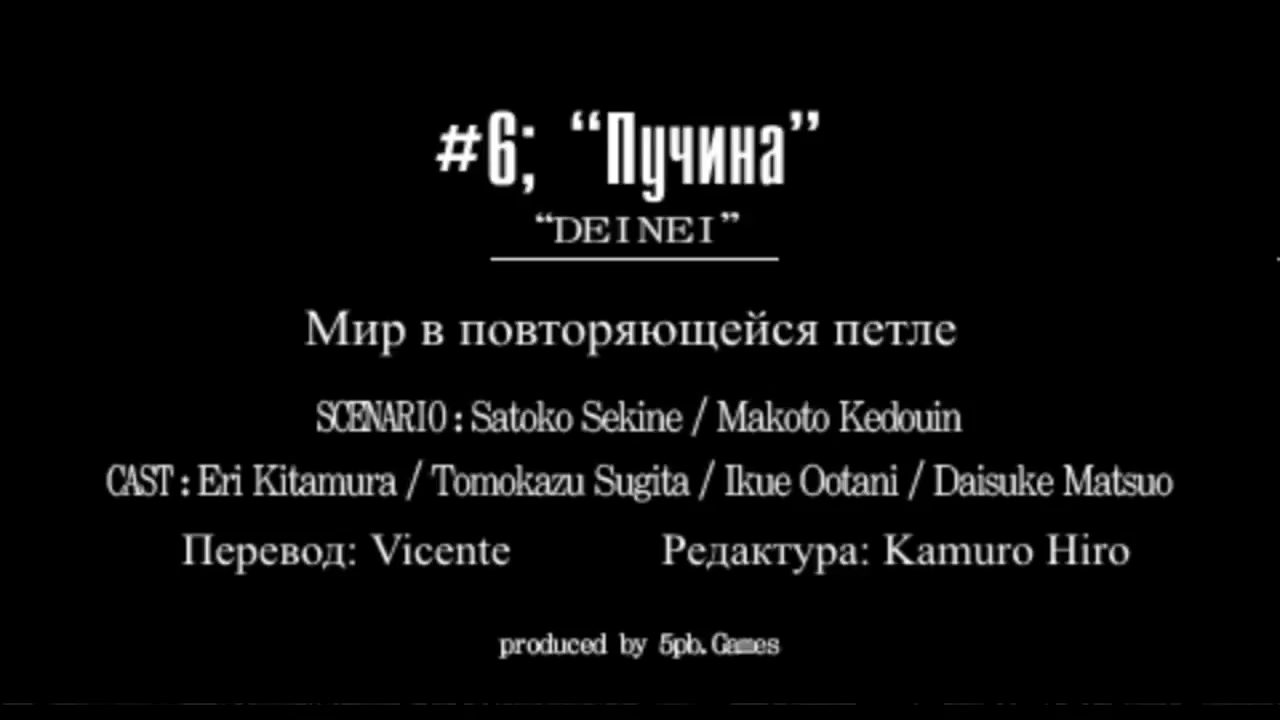 #6; “Пучина”
“DEINEI”
Мир в повторяющейся петле
SCENARIO: Satoko Sekine / Makoto Kedouin
CAST: Eri Kitamura / Tomokazu Sugita / Ikue Ootani / Daisuke Matsuo
Перевод: Vicente Редактура: Kamuro Hiro
produced by 5pb.Games